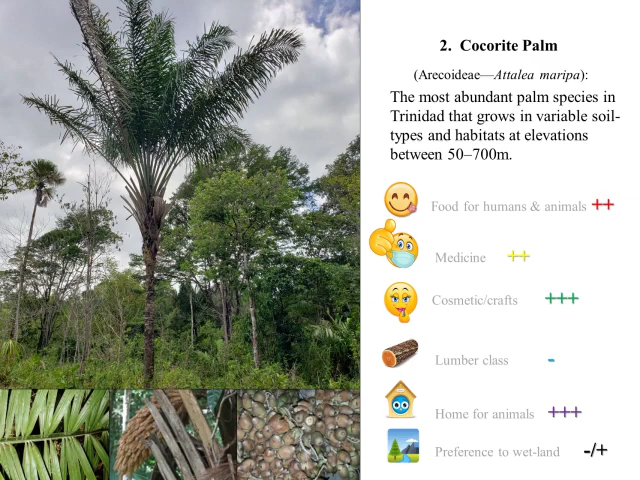 2. Cocorite Palm
(Arecoideae—Attalea maripa):
The most abundant palm species in
Trinidad that grows in variable soil-
types and habitats at elevations
between 50–700m.
Food for humans & animals ++
Medicine ++
Cosmetic/crafts +++
Lumber class -
Home for animals +++
Preference to wet-land -/+